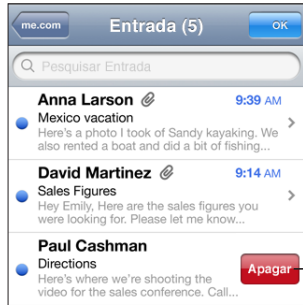 me.com
Entrada (5)
OK
Pesquisar Entrada
Anna Larson
9:39 AM
Mexico vacation
Here's a photo I took of Sandy kayaking. We
also rented a boat and did a bit of fishing...
David Martinez
9:14 AM
Sales Figures
Hey Emily, Here are the sales figures you
were looking for. Please let me know...
Paul Cashman
Directions
Here's where we're shooting the
video for the sales conference. Call...
Apagar